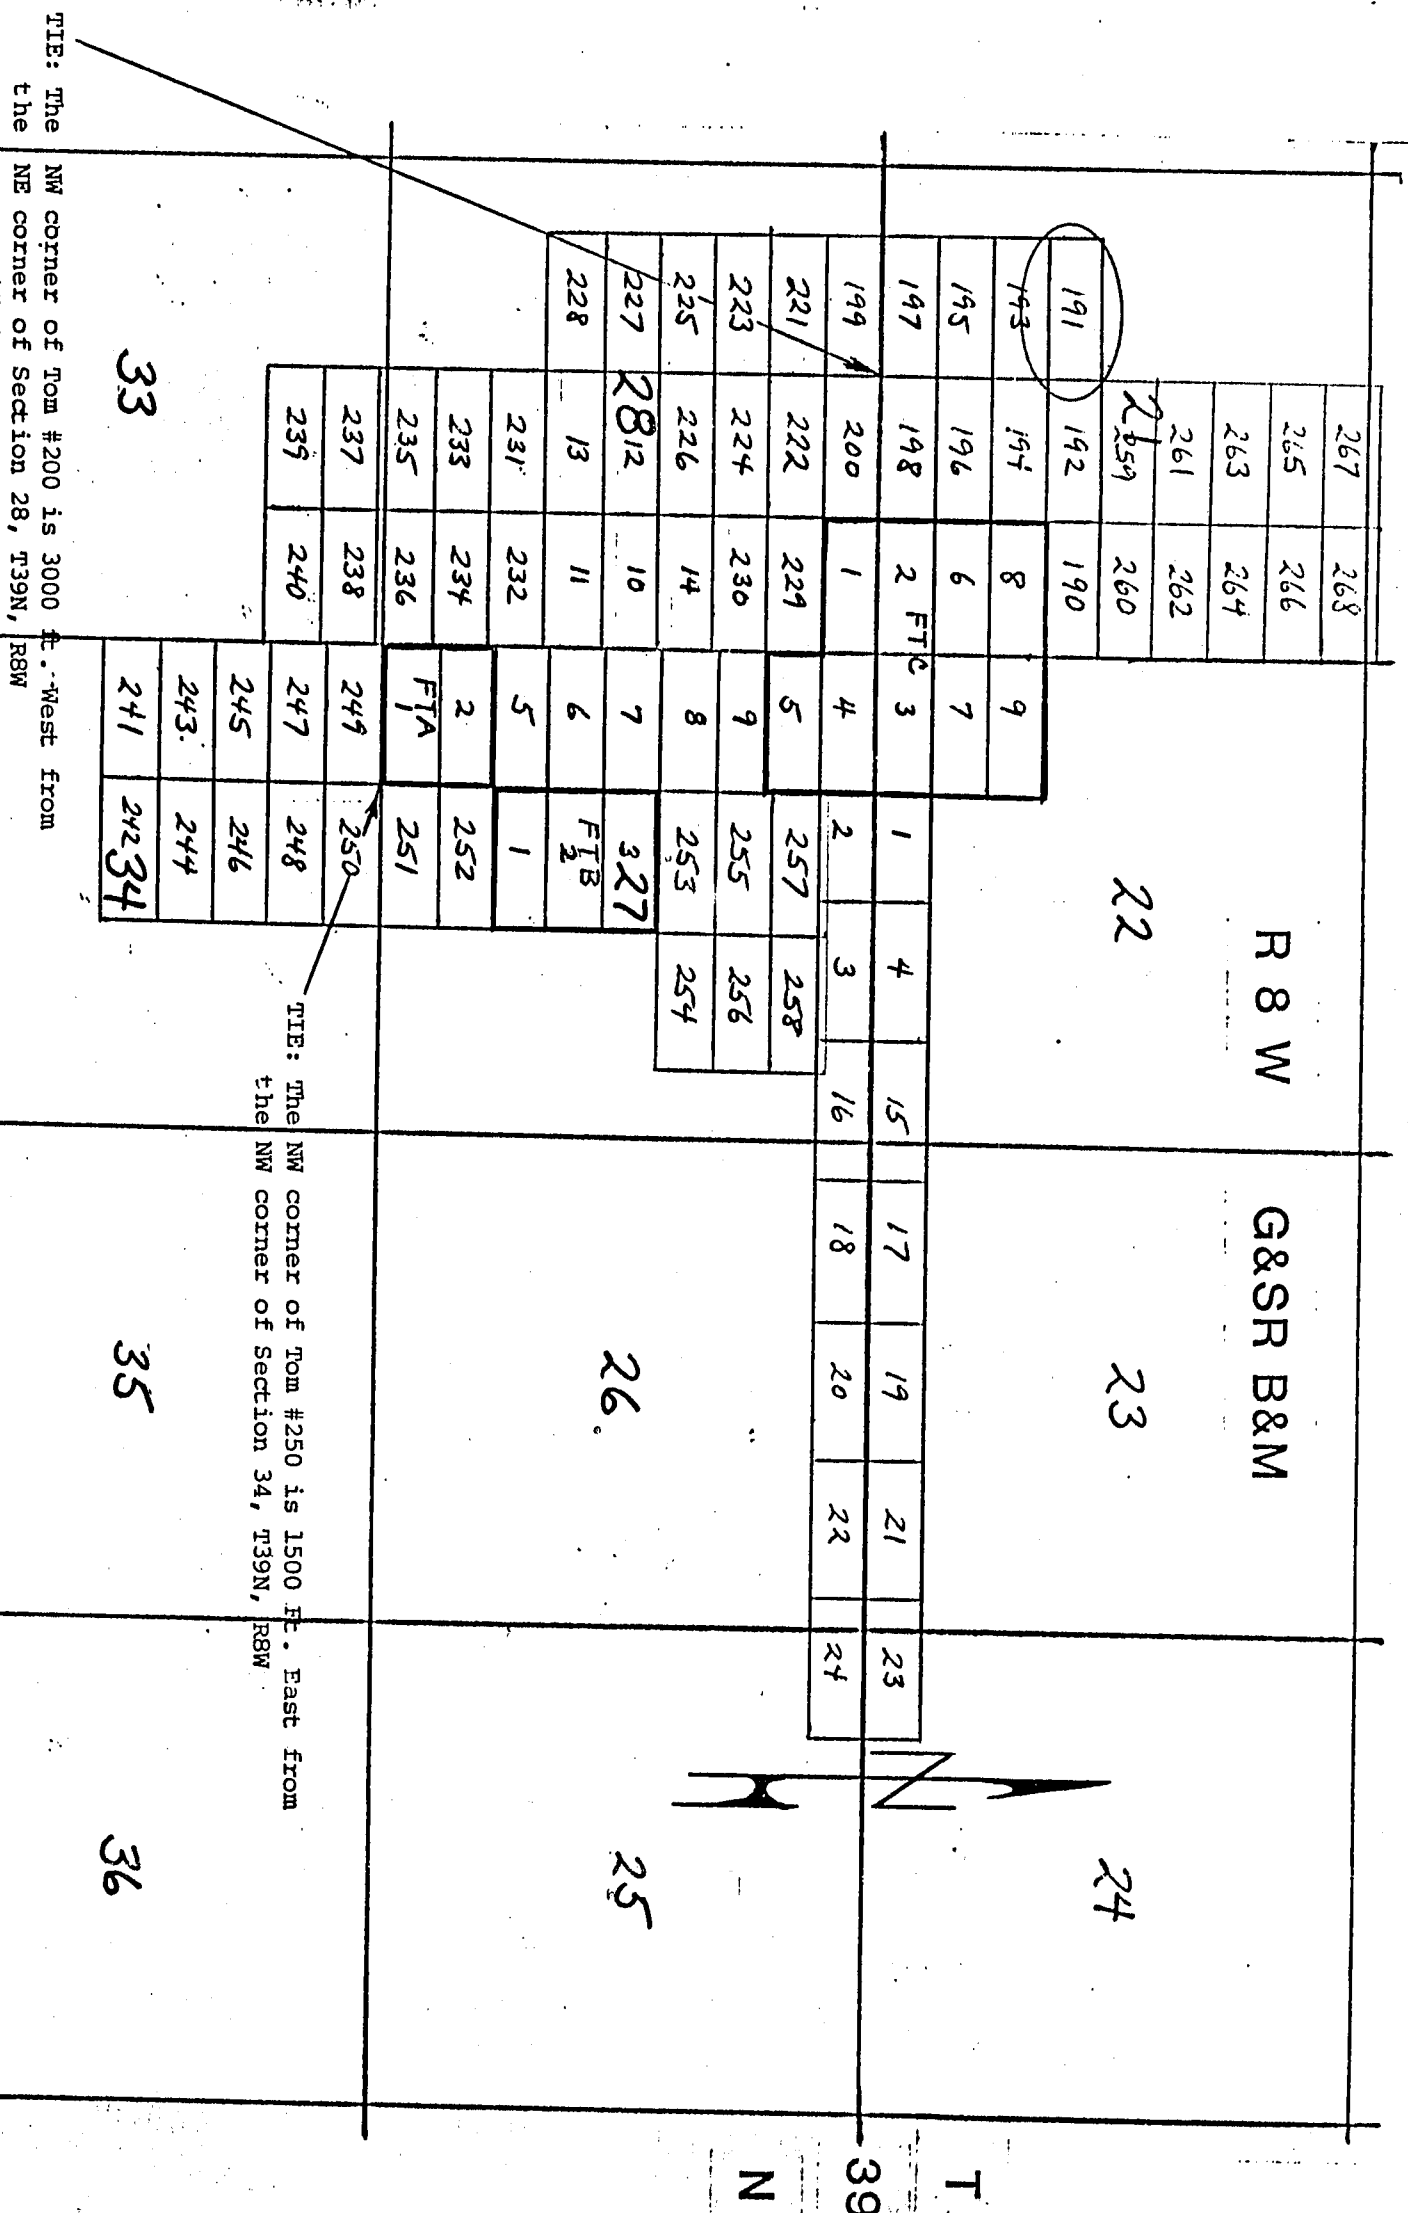 267 268
265 266
R 8 W G&SR B&M
263 264
261 262
21 22 23 24
259 260
191 192 190
193 194 8 9
195 196 6 7
T
197 198 2 FTC 3 1 4 15 17 19 21 23
N
199 200 1 4 2 3 16 18 20 22 24
39
221 222 229 5 257 258
223 224 230 9 255 256
N
225 226 14 8 253 254
227 28 12 10 7 3 27 26 25
228 13 11 6 FTB 2
231 232 5 1
233 234 2 252
235 236 FTA 1 251
237 238 249 250
239 240 247 248
TIE: The NW corner of Tom #250 is 1500 Ft. East from
the NW corner of Section 34, T39N, R8W
245 246
243 244
241 242
33 34 35 36
TIE: The NW corner of Tom #200 is 3000 ft. West from
the NE corner of Section 28, T39N, R8W